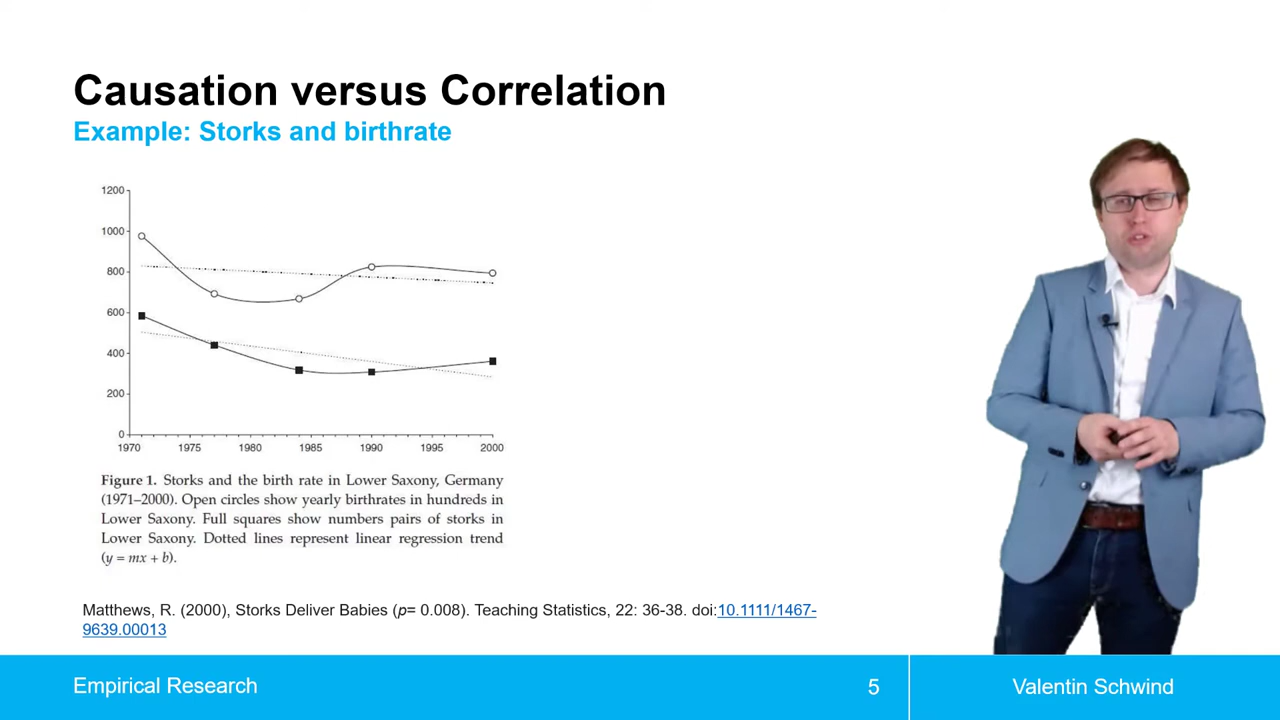 Causation versus Correlation
Example: Storks and birthrate
1200
1000
800
600
400
200
0
1970 1975 1980 1985 1990 1995 2000
Figure 1. Storks and the birth rate in Lower Saxony, Germany
(1971–2000). Open circles show yearly birthrates in hundreds in
Lower Saxony. Full squares show numbers pairs of storks in
Lower Saxony. Dotted lines represent linear regression trend
(y = mx + b).
Matthews, R. (2000), Storks Deliver Babies (p= 0.008). Teaching Statistics, 22: 36-38. doi:10.1111/1467-
9639.00013
Empirical Research 5 Valentin Schwind